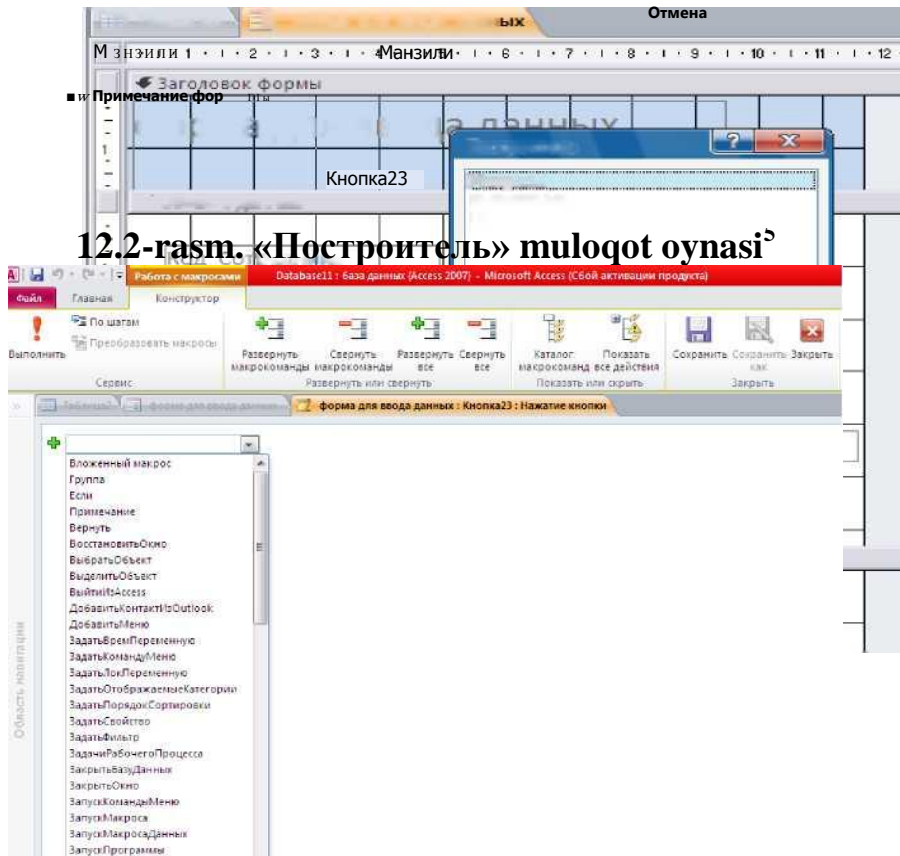 ых
Отмена
М знзили 1 · ı · 2 · ı · 3 · ı · 4Манзили · ı · 6 · ı · 7 · ı · 8 · ı · 9 · ı · 10 · ı · 11 · ı · 12
Заголовок формы
■ w Примечание фор
данных
Кнопка23
12.2-rasm. «Построитель» muloqot oynasi⁵
Работа с макросами Database11 : база данных (Access 2007) - Microsoft Access (Сбой активации продукта)
Файл Главная Конструктор
Выполнить По шагам Преобразовать макросы
Развернуть макрокоманды Свернуть макрокоманды Развернуть все Свернуть все
Каталог макрокоманд Показать все действия
Сохранить Сохранить как Закрыть
Сервис Развернуть или свернуть Показать или скрыть Закрыть
форма для ввода данных : Кнопка23 : Нажатие кнопки
Вложенный макрос
Группа
Если
Примечание
Вернуть
ВосстановитьОкно
ВыбратьОбъект
ВыделитьОбъект
ВыйтиИзAccess
ДобавитьКонтактИзOutlook
ДобавитьМеню
ЗадатьВремПеременную
ЗадатьКомандуМеню
ЗадатьЛокПеременную
ЗадатьОтображаемыеКатегории
ЗадатьПорядокСортировки
ЗадатьСвойство
ЗадатьФильтр
ЗадачиРабочегоПроцесса
ЗакрытьБазуДанных
ЗакрытьОкно
ЗапускКомандыМеню
ЗапускМакроса
ЗапускМакросаДанных
ЗапускПрограммы
Область навигации